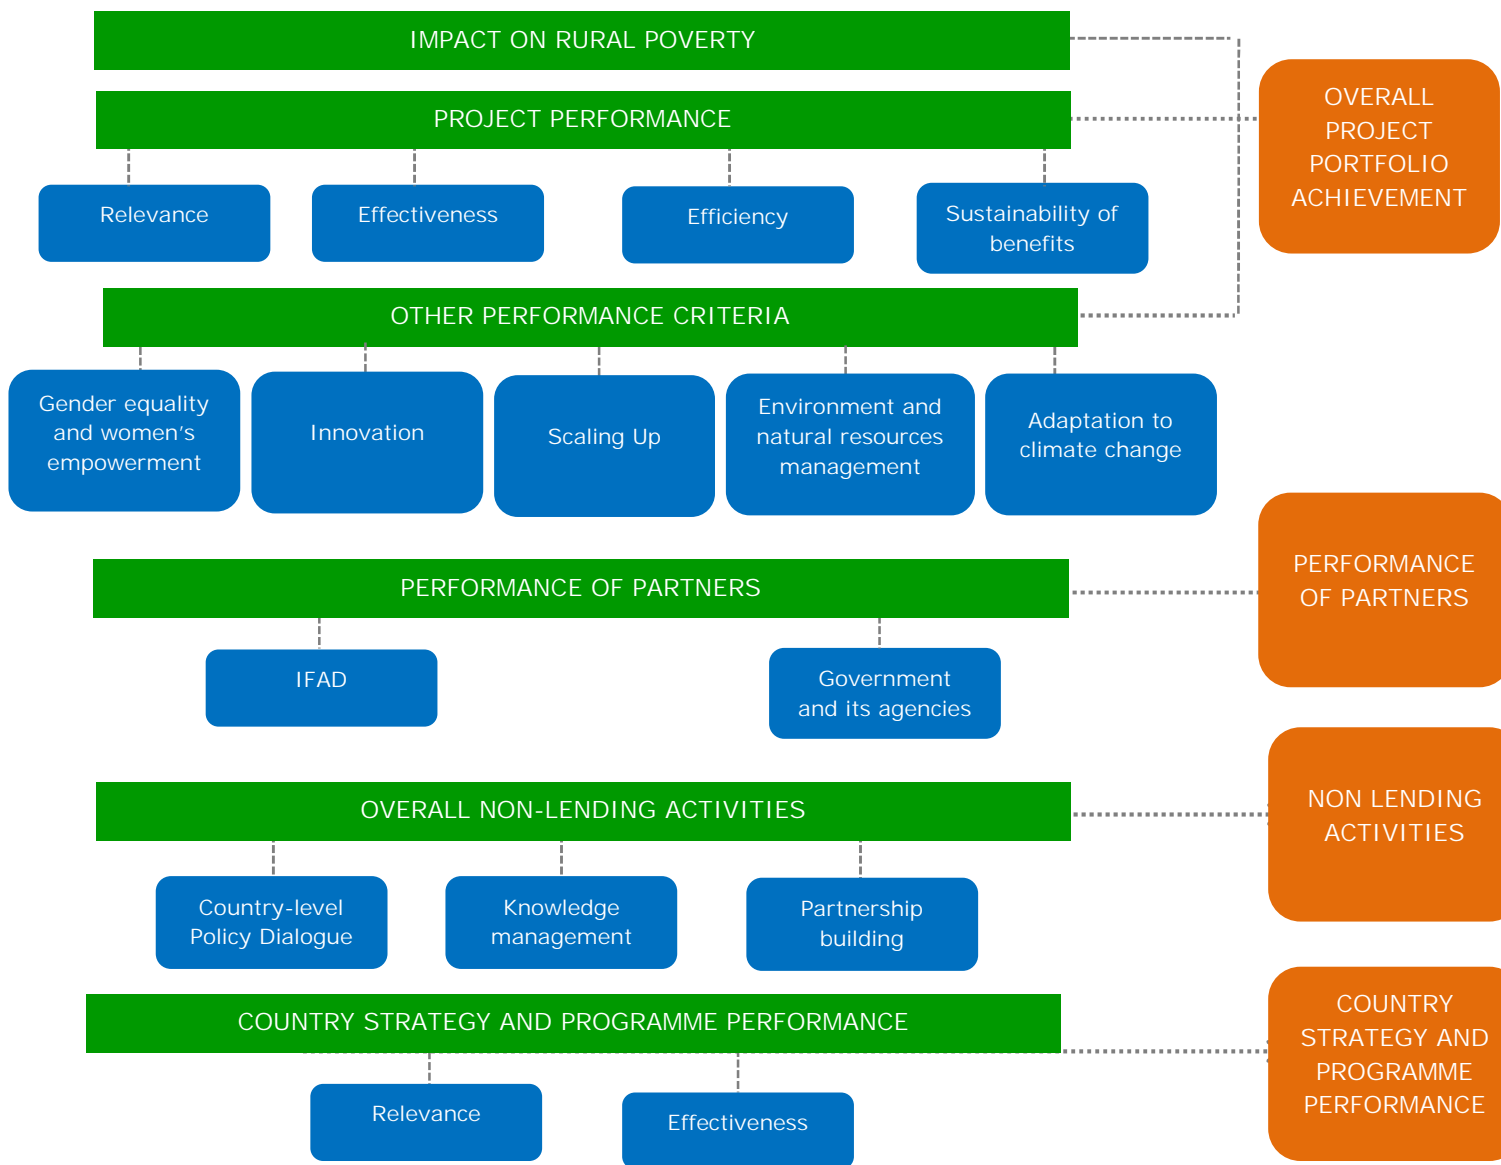 IMPACT ON RURAL POVERTY
PROJECT PERFORMANCE
OVERALL
PROJECT
PORTFOLIO
ACHIEVEMENT
Relevance
Effectiveness
Efficiency
Sustainability of
benefits
OTHER PERFORMANCE CRITERIA
Gender equality
and women's
empowerment
Innovation
Scaling Up
Environment and
natural resources
management
Adaptation to
climate change
PERFORMANCE OF PARTNERS
PERFORMANCE
OF PARTNERS
IFAD
Government
and its agencies
OVERALL NON-LENDING ACTIVITIES
NON LENDING
ACTIVITIES
Country-level
Policy Dialogue
Knowledge
management
Partnership
building
COUNTRY STRATEGY AND PROGRAMME PERFORMANCE
COUNTRY
STRATEGY AND
PROGRAMME
PERFORMANCE
Relevance
Effectiveness